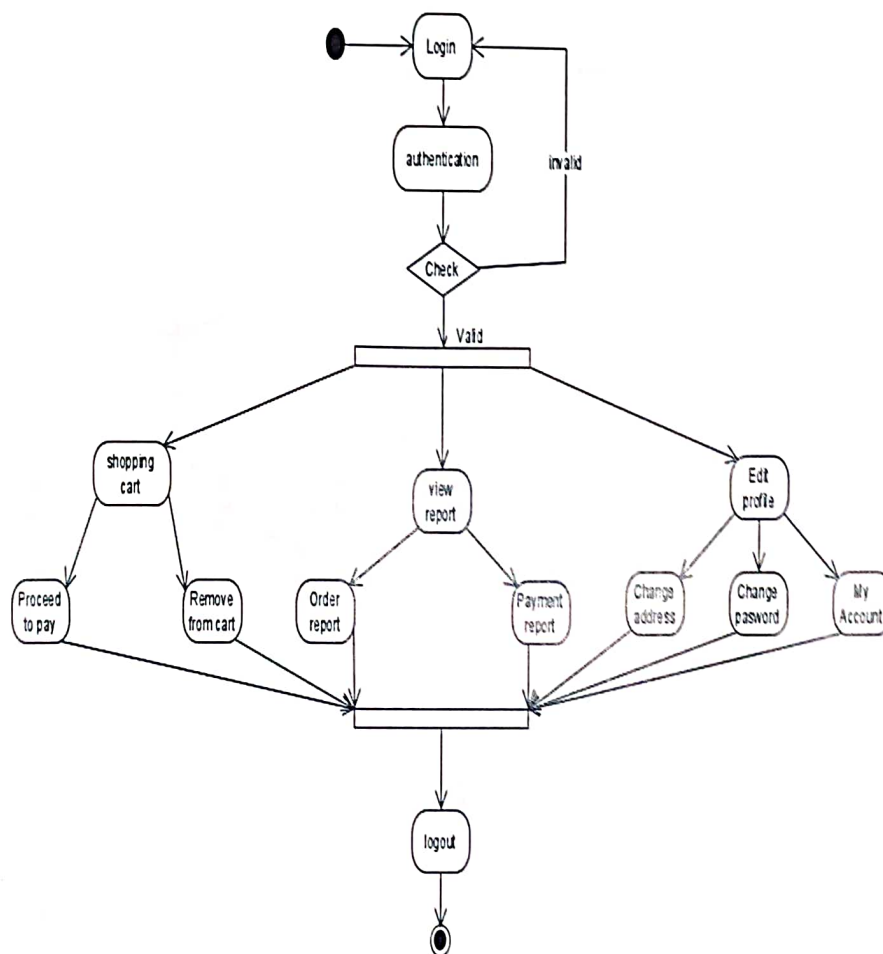 Login
authentication
invalid
Check
Valid
shopping
cart
view
report
Edit
profile
Proceed
to pay
Remove
from cart
Order
report
Payment
report
Change
address
Change
pasword
My
Account
logout